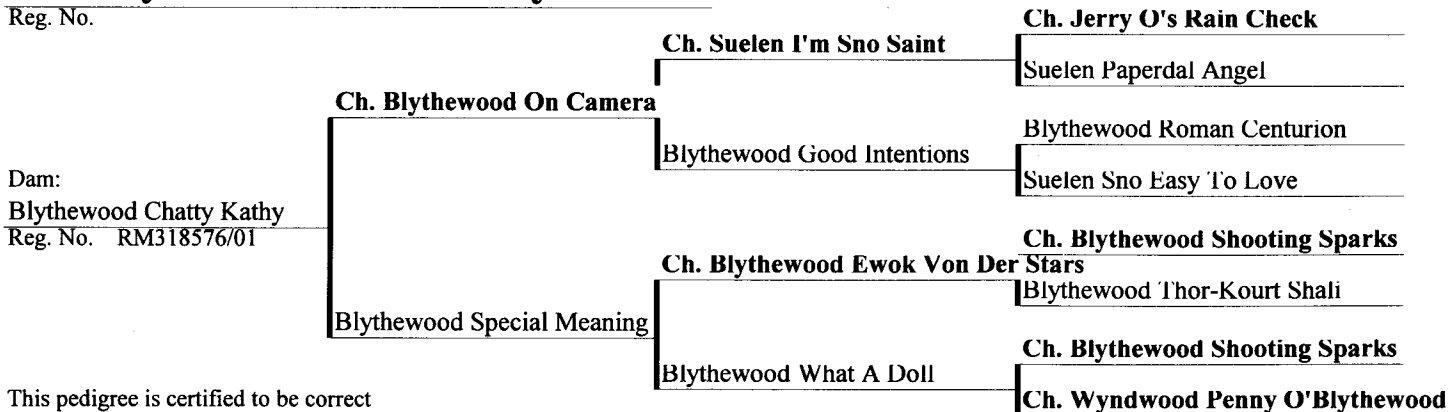 Reg. No.
Ch. Jerry O's Rain Check
Ch. Suelen I'm Sno Saint
Suelen Paperdal Angel
Ch. Blythewood On Camera
Blythewood Roman Centurion
Blythewood Good Intentions
Suelen Sno Easy To Love
Dam:
Blythewood Chatty Kathy
Reg. No. RM318576/01
Ch. Blythewood Shooting Sparks
Ch. Blythewood Ewok Von Der Stars
Blythewood Thor-Kourt Shali
Blythewood Special Meaning
Ch. Blythewood Shooting Sparks
Blythewood What A Doll
This pedigree is certified to be correct
Ch. Wyndwood Penny O'Blythewood